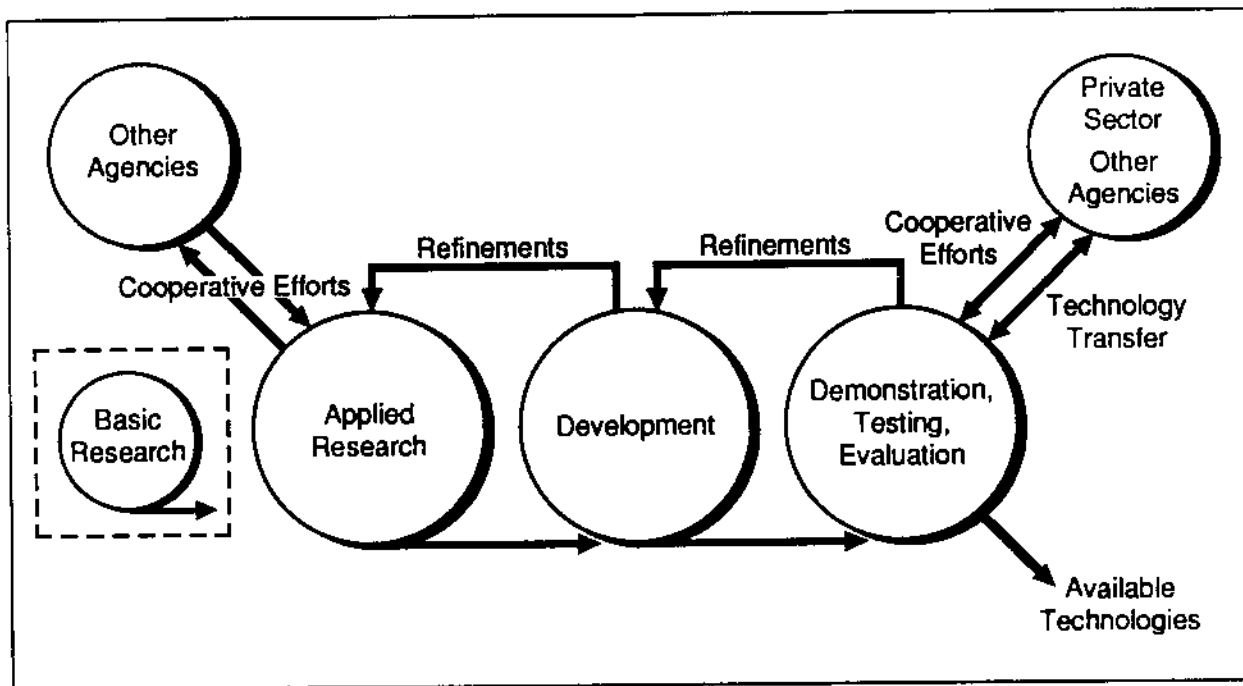 Other
Agencies
Private
Sector
Other
Agencies
Cooperative Efforts
Refinements
Refinements
Cooperative
Efforts
Technology
Transfer
Basic
Research
Applied
Research
Development
Demonstration,
Testing,
Evaluation
Available
Technologies